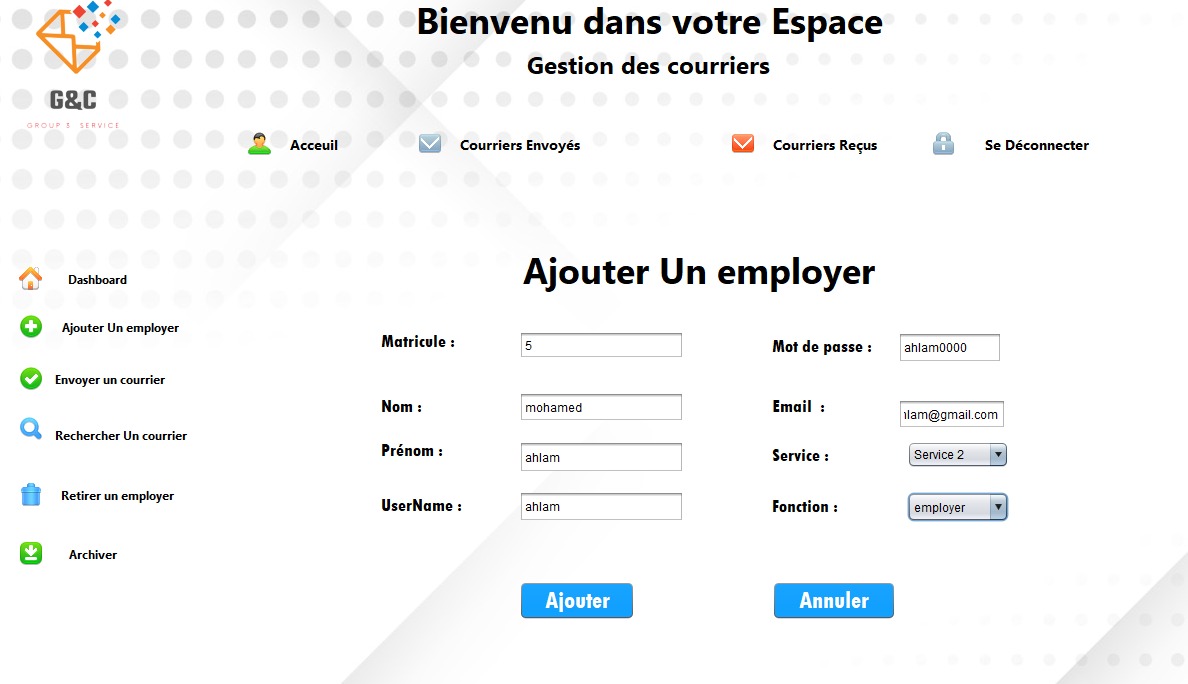 Bienvenu dans votre Espace
Gestion des courriers
G&C
GROUP & SERVICE
Acceuil
Courriers Envoyés
Courriers Reçus
Se Déconnecter
Dashboard
Ajouter Un employer
Envoyer un courrier
Rechercher Un courrier
Retirer un employer
Archiver
Ajouter Un employer
Matricule : 5
Mot de passe : ahlam0000
Nom : mohamed
Email : lam@gmail.com
Prénom : ahlam
Service : Service 2
UserName : ahlam
Fonction : employer
Ajouter
Annuler